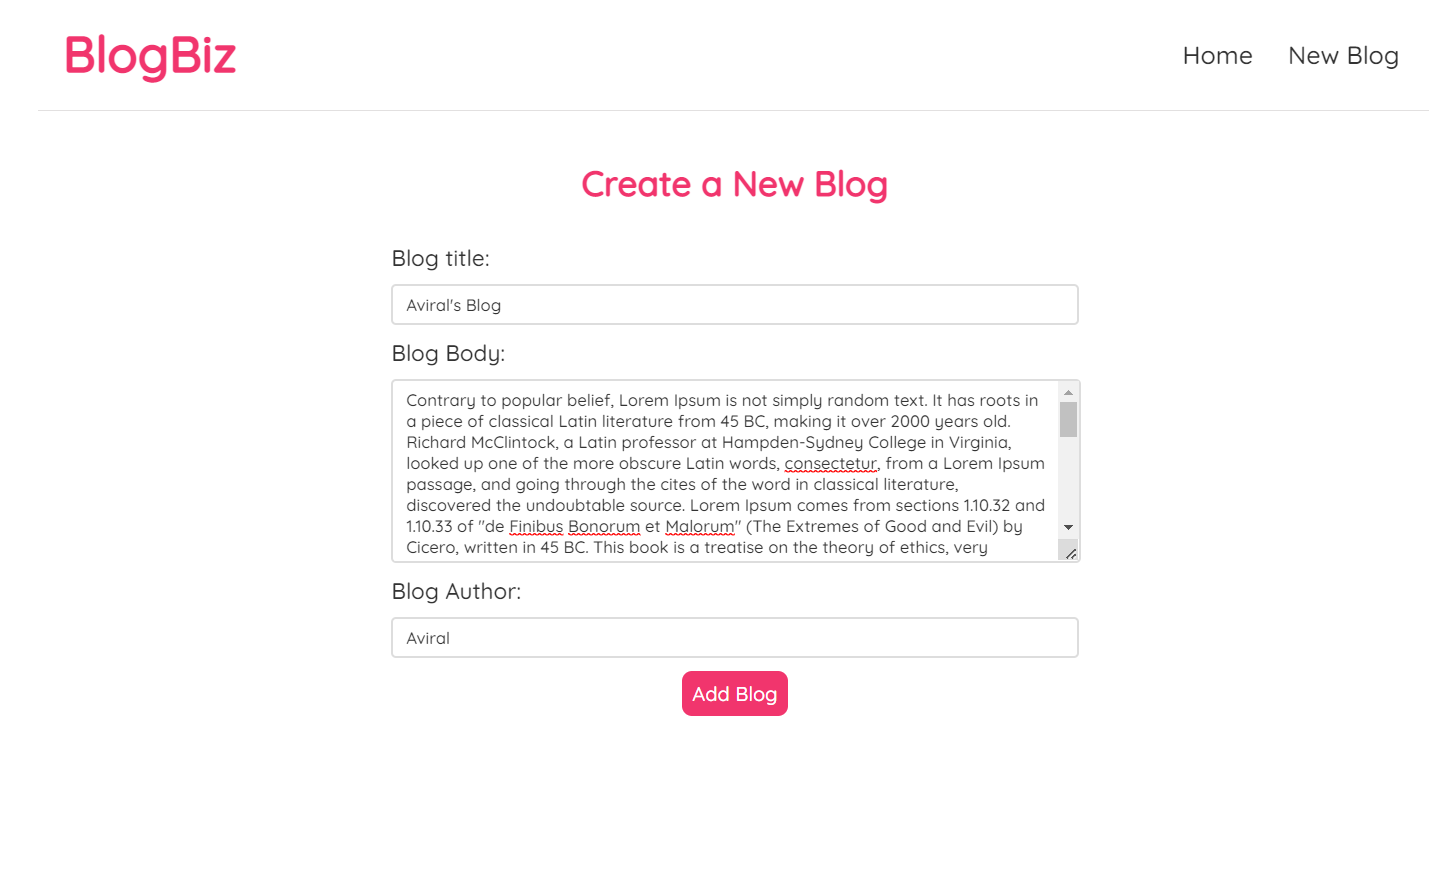 BlogBiz
Home New Blog
Create a New Blog
Blog title:
Aviral's Blog
Blog Body:
Contrary to popular belief, Lorem Ipsum is not simply random text. It has roots in
a piece of classical Latin literature from 45 BC, making it over 2000 years old.
Richard McClintock, a Latin professor at Hampden-Sydney College in Virginia,
looked up one of the more obscure Latin words, consectetur, from a Lorem Ipsum
passage, and going through the cites of the word in classical literature,
discovered the undoubtable source. Lorem Ipsum comes from sections 1.10.32 and
1.10.33 of "de Finibus Bonorum et Malorum" (The Extremes of Good and Evil) by
Cicero, written in 45 BC. This book is a treatise on the theory of ethics, very
Blog Author:
Aviral
Add Blog